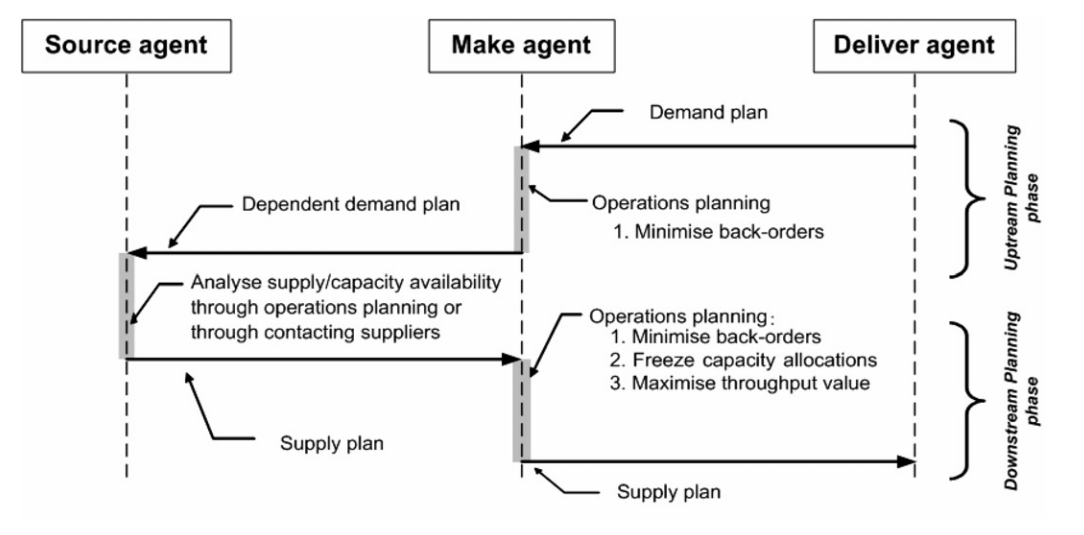 Source agent
Make agent
Deliver agent
Demand plan
Dependent demand plan
Operations planning
1. Minimise back-orders
Uptream Planning
phase
Analyse supply/capacity availability
through operations planning or
through contacting suppliers
Operations planning:
1. Minimise back-orders
2. Freeze capacity allocations
3. Maximise throughput value
Downstream Planning
phase
Supply plan
Supply plan